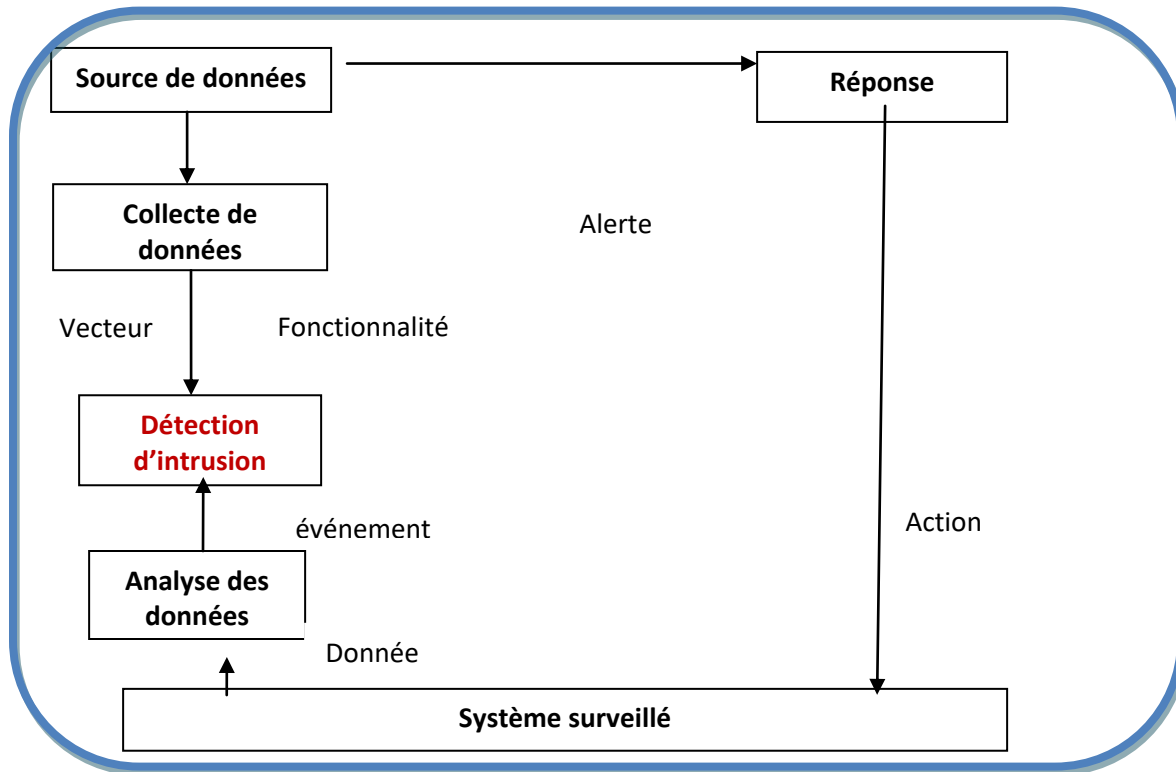 Source de données
Réponse
Collecte de
données
Alerte
Vecteur
Fonctionnalité
Détection
d’intrusion
événement
Action
Analyse des
données
Donnée
Système surveillé